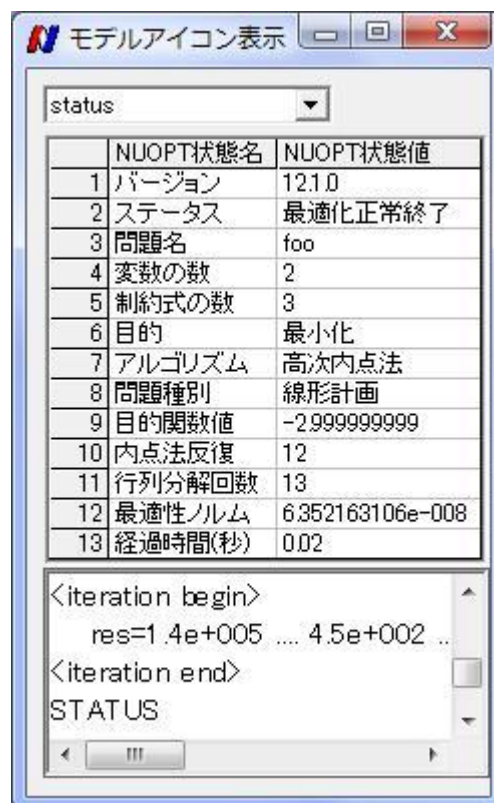 モデルアイコン表示
status
NUOPT状態名 NUOPT状態値
1 バージョン 12.1.0
2 ステータス 最適化正常終了
3 問題名 foo
4 変数の数 2
5 制約式の数 3
6 目的 最小化
7 アルゴリズム 高次内点法
8 問題種別 線形計画
9 目的関数値 -2.999999999
10 内点法反復 12
11 行列分解回数 13
12 最適性ノルム 6.352163106e-008
13 経過時間(秒) 0.02
<iteration begin>
res=1.4e+005 .... 4.5e+002 ..
<iteration end>
STATUS